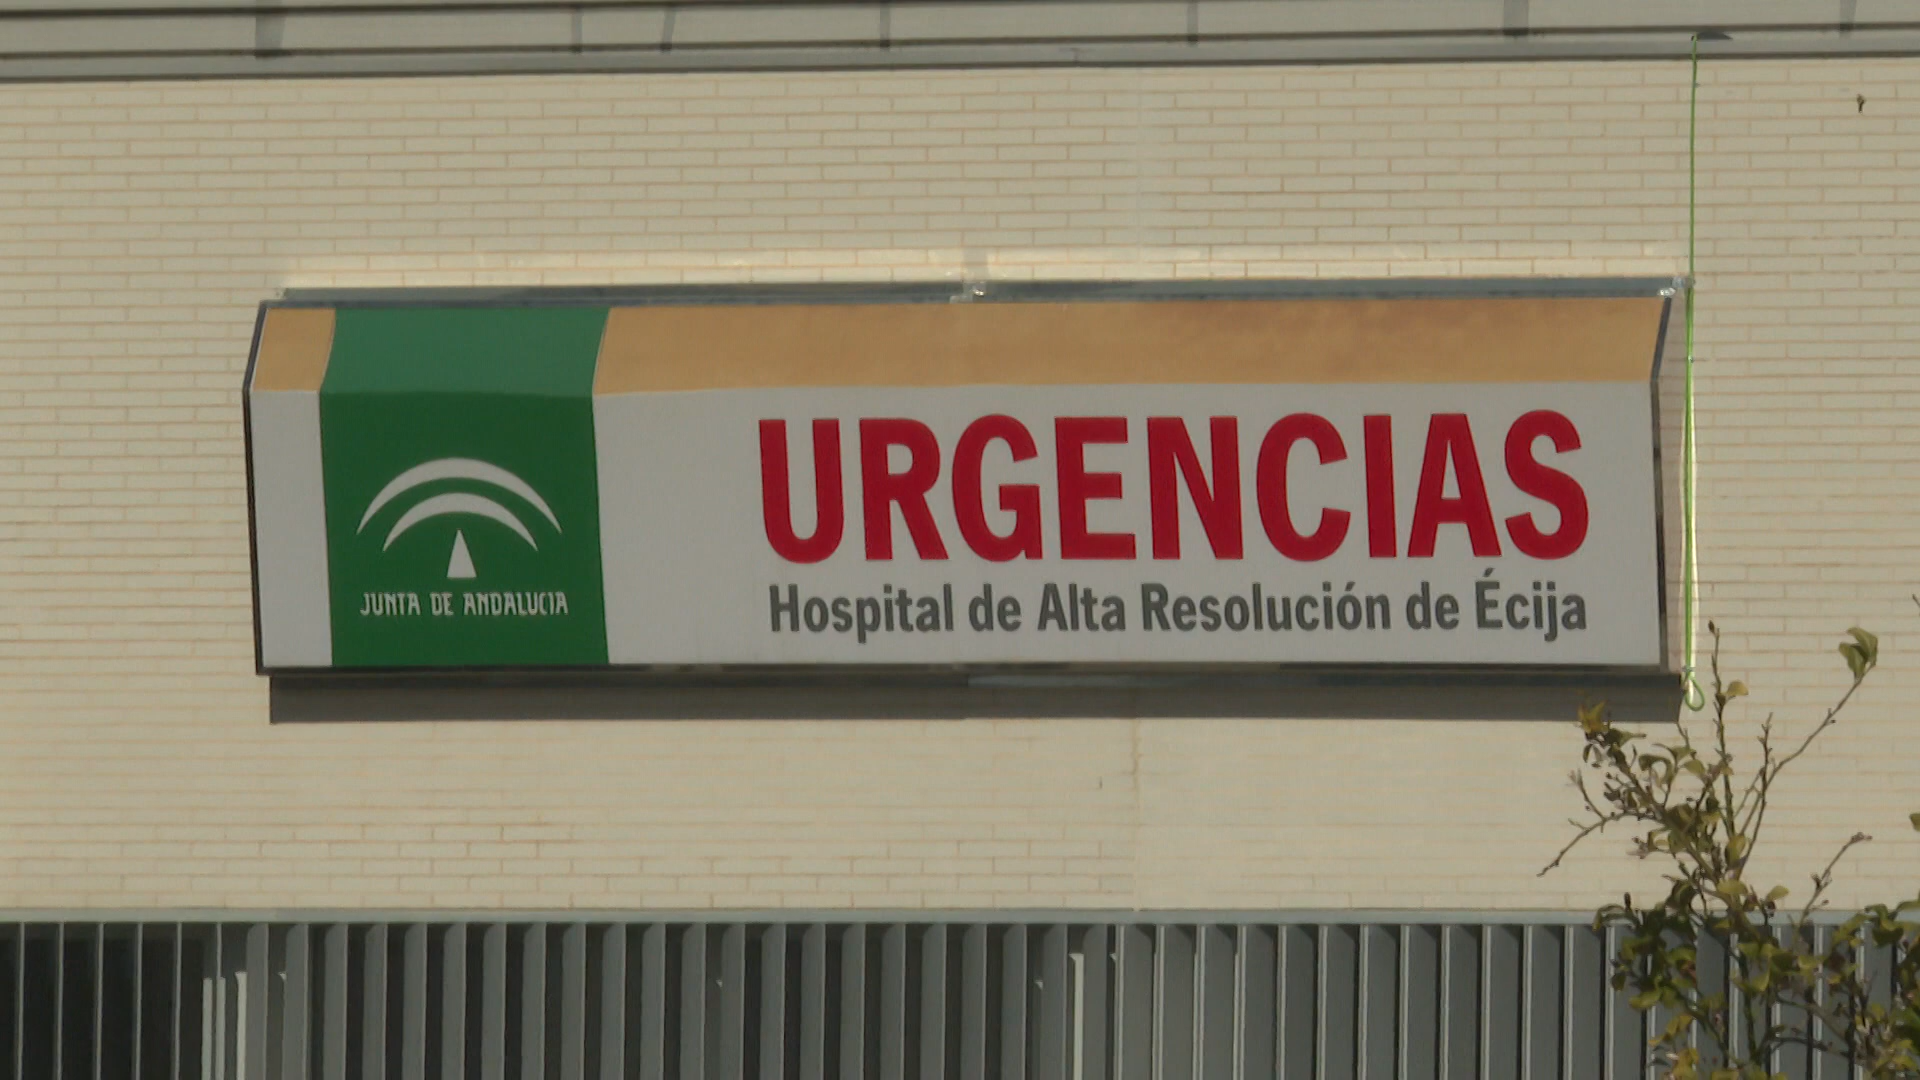 URGENCIAS
Hospital de Alta Resolución de Écija
JUNTA DE ANDALUCIA